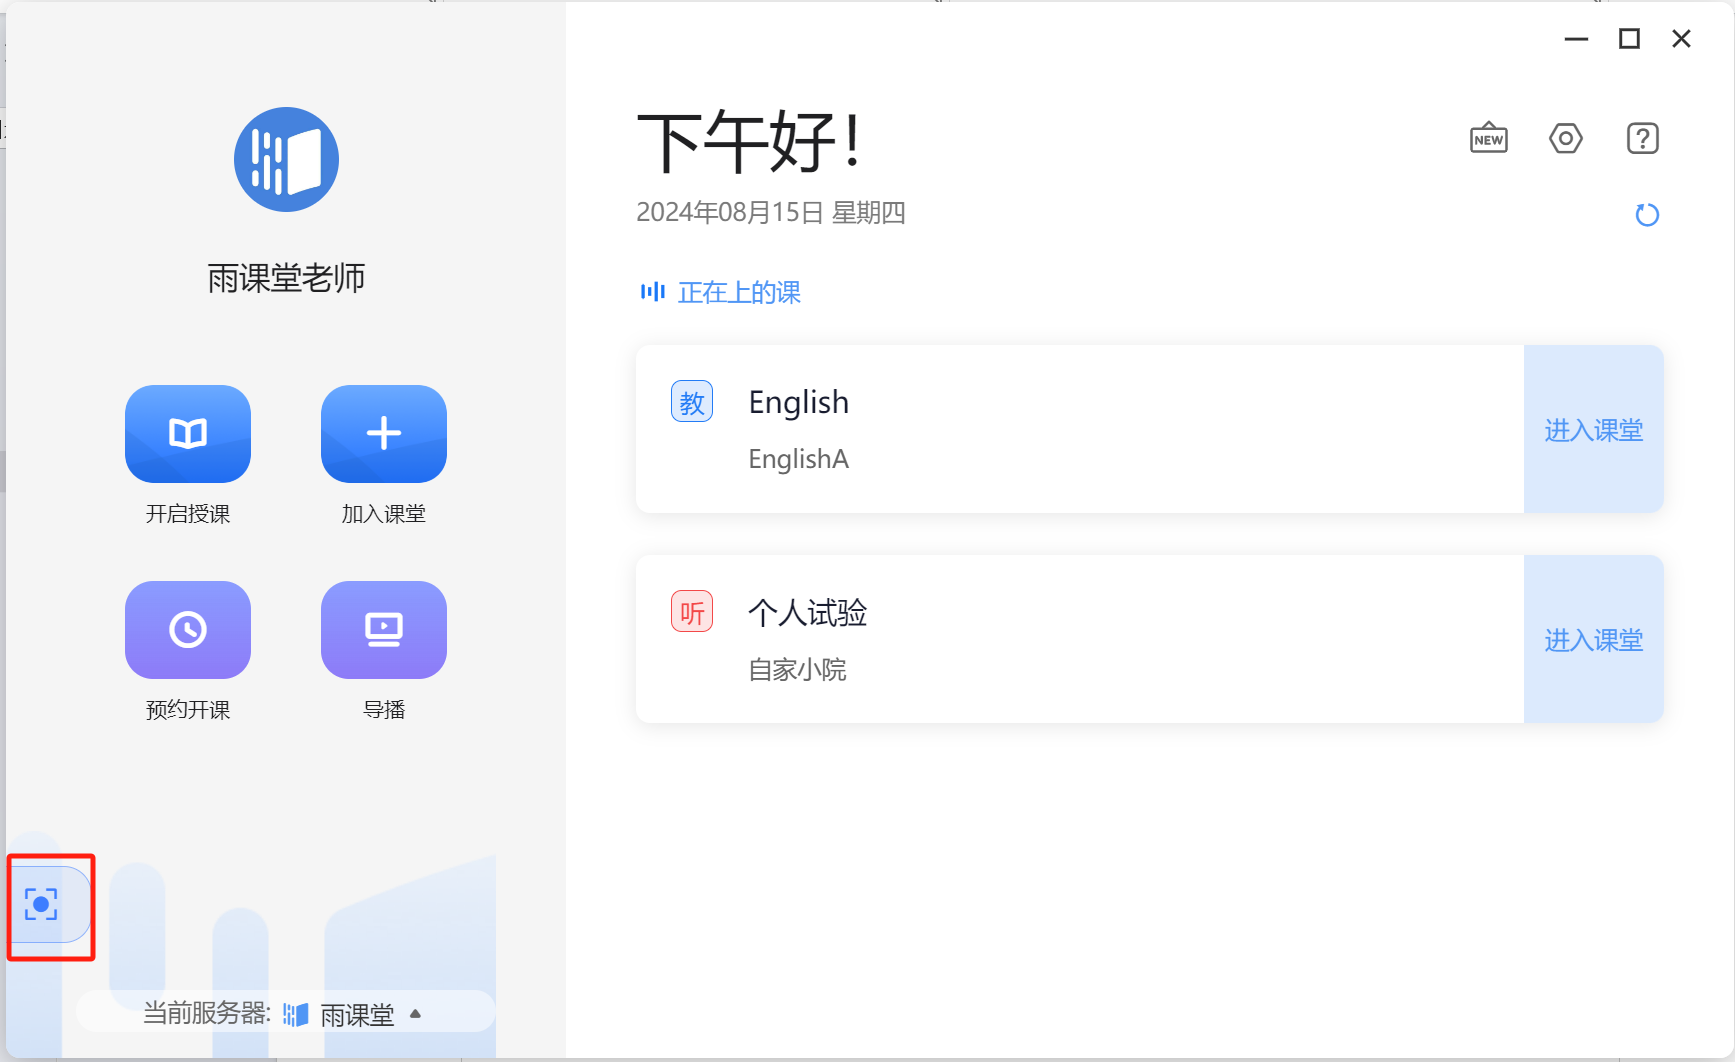 雨课堂老师
开启授课
加入课堂
预约开课
导播
当前服务器: 雨课堂
下午好！
NEW
2024年08月15日 星期四
正在上的课
教 English
EnglishA
进入课堂
听 个人试验
自家小院
进入课堂